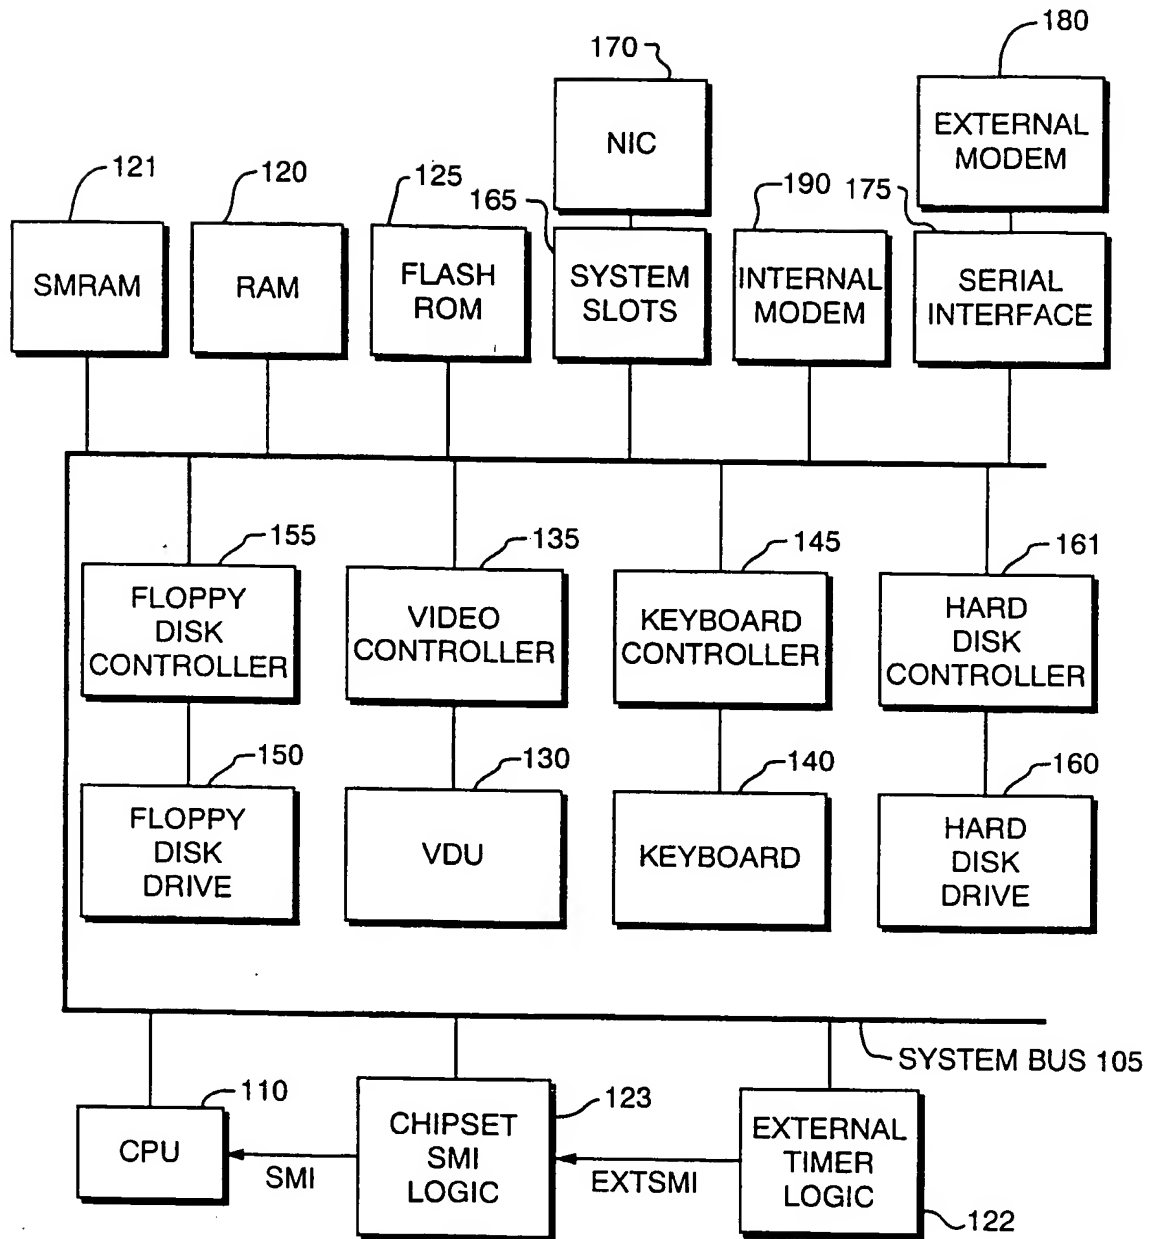 170
180
NIC
EXTERNAL
MODEM
121
120
125
165
190
175
SMRAM
RAM
FLASH
ROM
SYSTEM
SLOTS
INTERNAL
MODEM
SERIAL
INTERFACE
155
135
145
161
FLOPPY
DISK
CONTROLLER
VIDEO
CONTROLLER
KEYBOARD
CONTROLLER
HARD
DISK
CONTROLLER
150
130
140
160
FLOPPY
DISK
DRIVE
VDU
KEYBOARD
HARD
DISK
DRIVE
SYSTEM BUS 105
110
123
CPU
SMI
CHIPSET
SMI
LOGIC
EXTSMI
EXTERNAL
TIMER
LOGIC
122